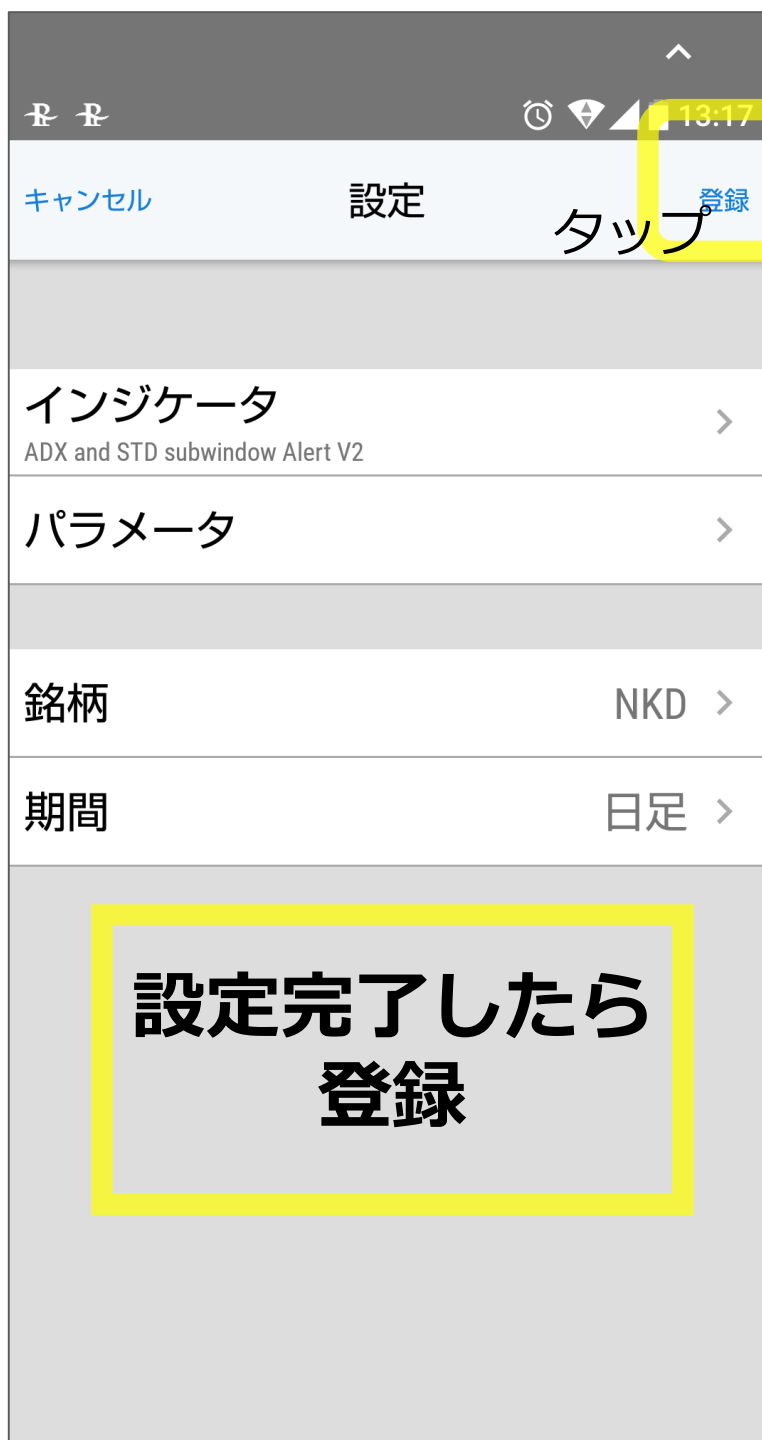 13:17
キャンセル
設定
登録
タップ
インジケータ
ADX and STD subwindow Alert V2
パラメータ
銘柄
NKD
期間
日足
設定完了したら
登録